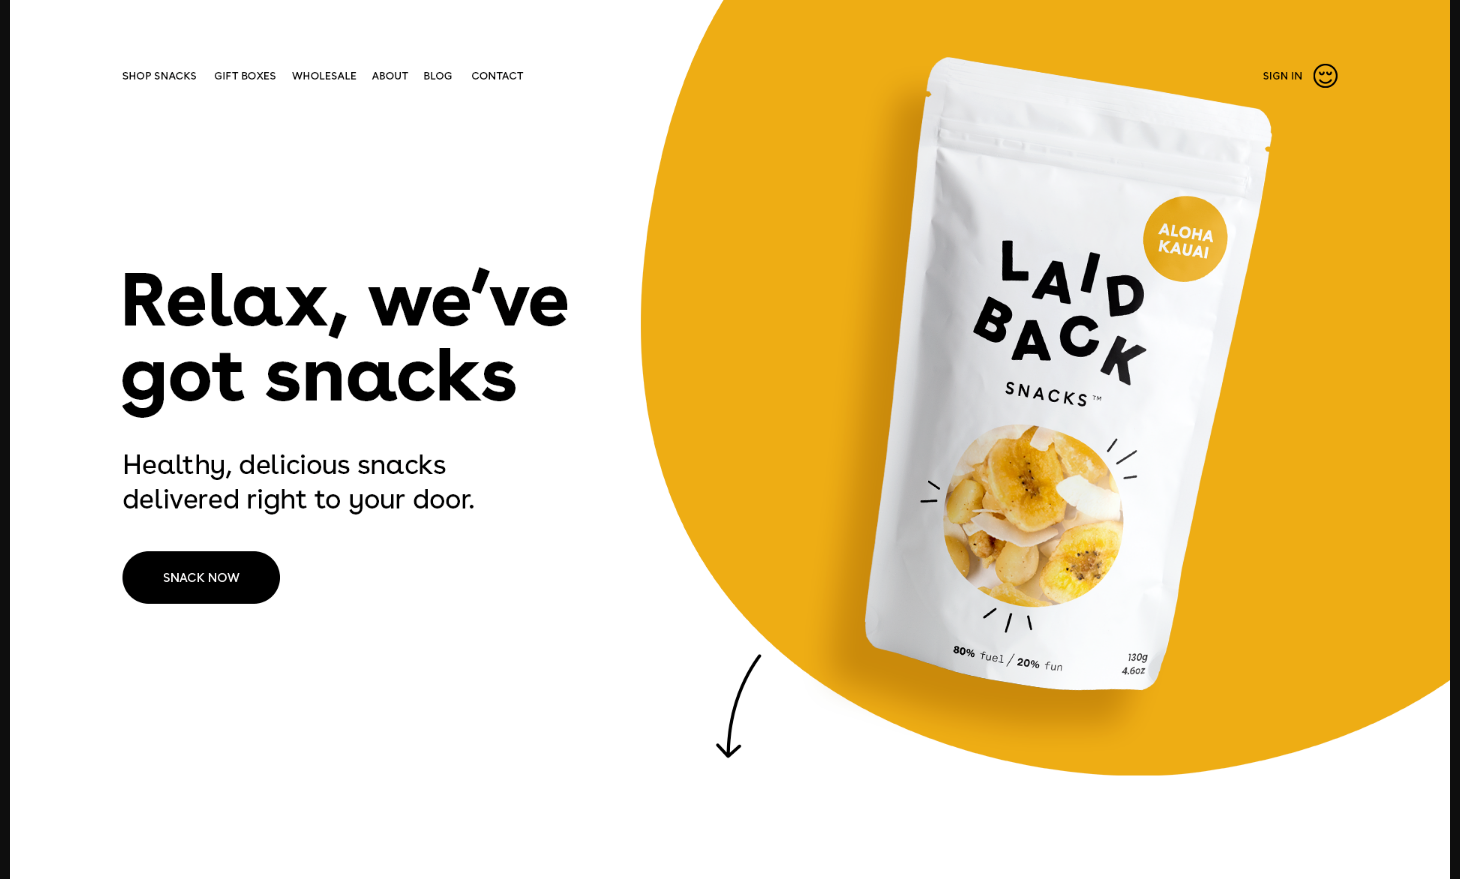 SHOP SNACKS GIFT BOXES WHOLESALE ABOUT BLOG CONTACT
SIGN IN
Relax, we’ve
got snacks
Healthy, delicious snacks
delivered right to your door.
SNACK NOW
ALOHA
KAUAI
LAID
BACK
SNACKS™
80% fuel / 20% fun
130g
4.6oz